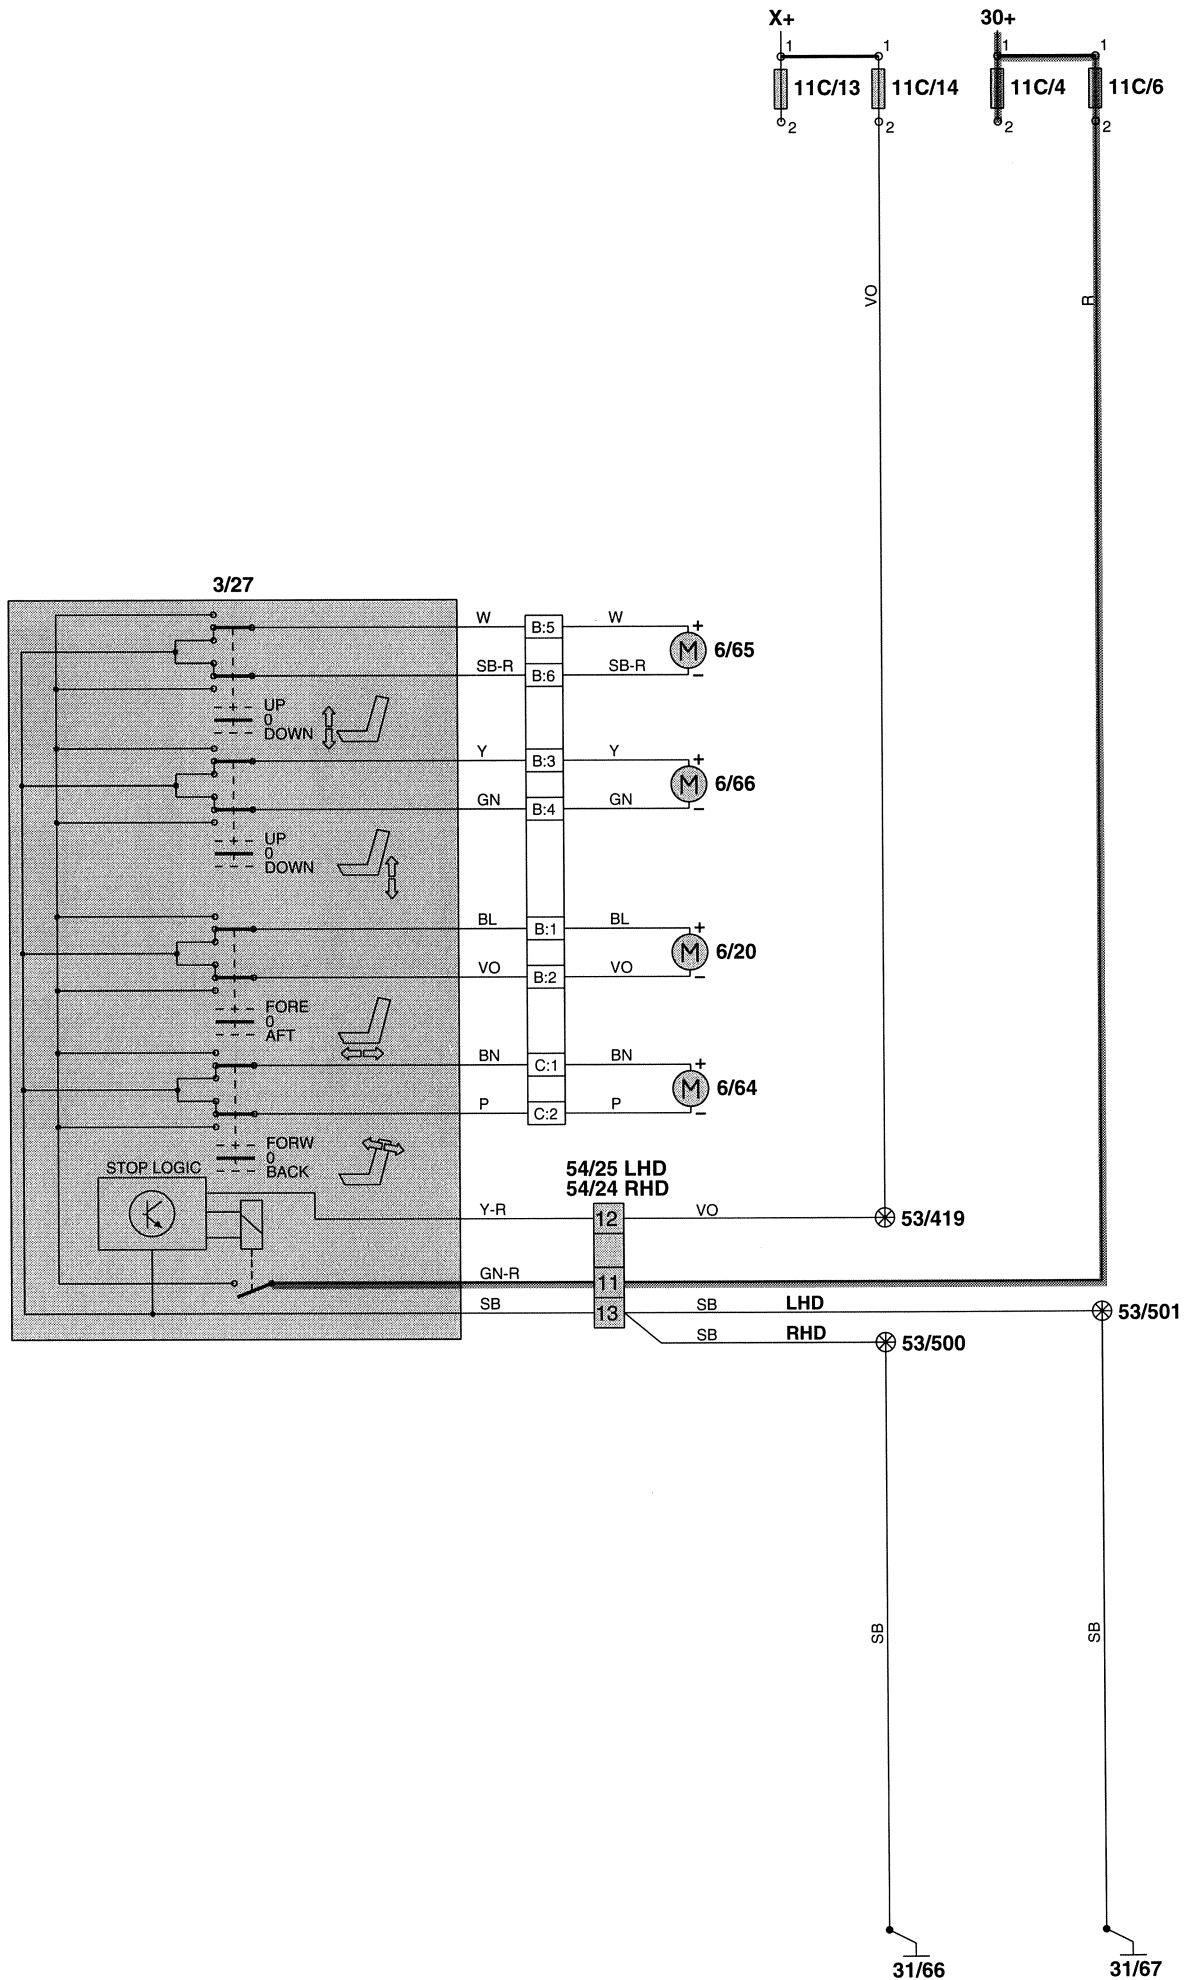 X+ 30+
1 1 1 1
11C/13 11C/14 11C/4 11C/6
2 2 2 2
VO R
3/27
W B:5 W +
M 6/65
SB-R B:6 SB-R −
UP
0
DOWN
Y B:3 Y +
M 6/66
GN B:4 GN −
UP
0
DOWN
BL B:1 BL +
M 6/20
VO B:2 VO −
FORE
0
AFT
BN C:1 BN +
M 6/64
P C:2 P −
FORW
0
BACK
STOP LOGIC
54/25 LHD
54/24 RHD
Y-R 12 VO 53/419
GN-R 11
SB 13 SB LHD 53/501
SB RHD 53/500
SB SB
31/66 31/67